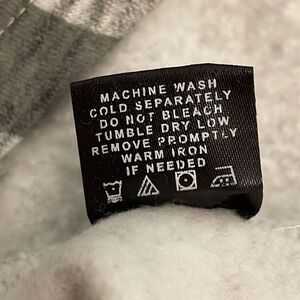 MACHINE WASH
COLD SEPARATELY
DO NOT BLEACH
TUMBLE DRY LOW
REMOVE PROMPTLY
WARM IRON
IF NEEDED